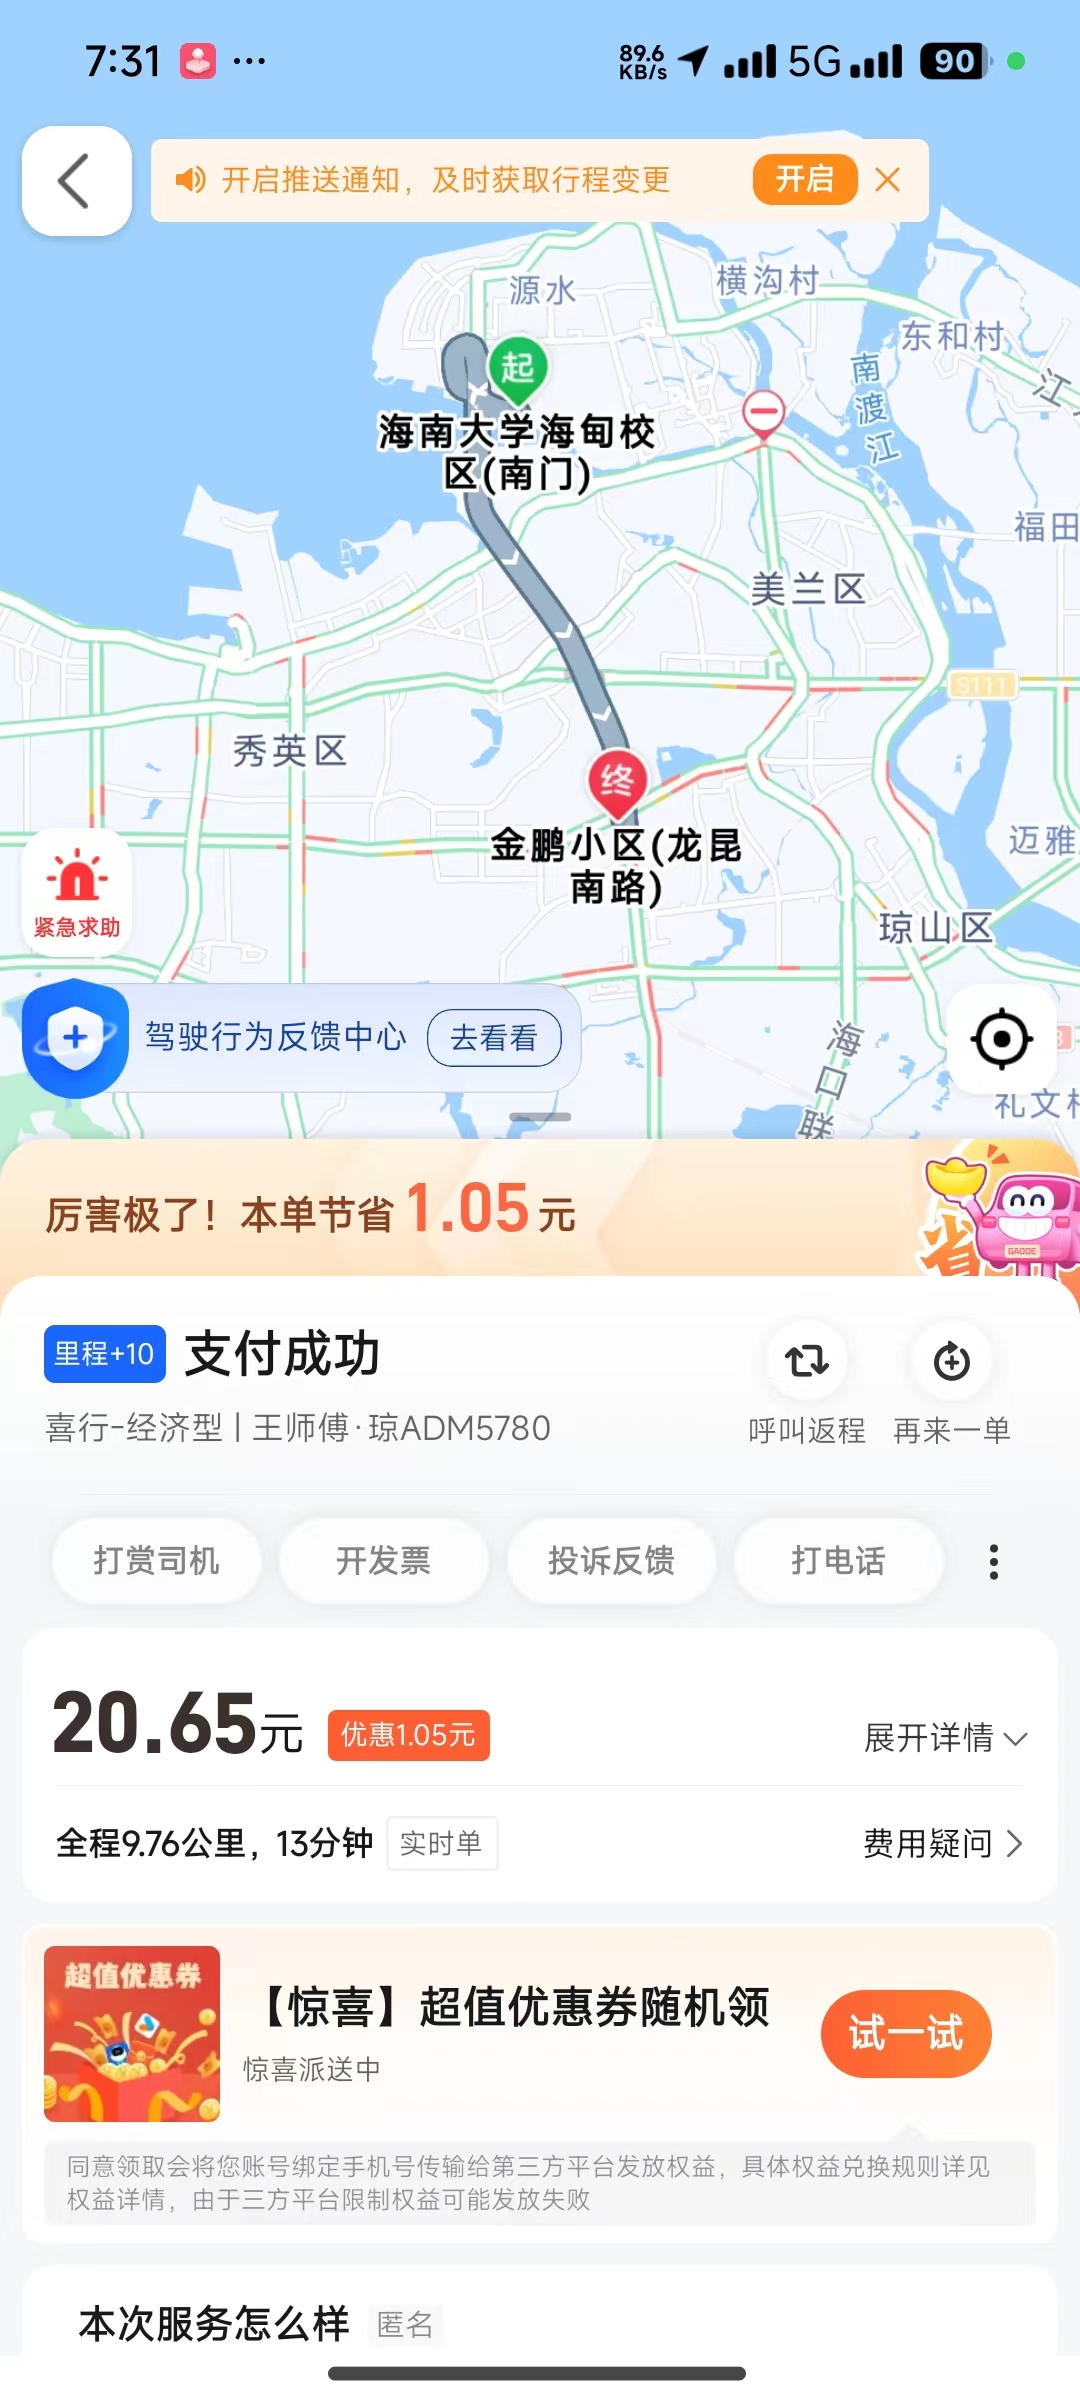 7:31
89.6
KB/s
5G
90
开启推送通知，及时获取行程变更
开启
源水
横沟村
东和村
南渡江
江
起
海南大学海甸校
区(南门)
福田
美兰区
S111
秀英区
终
金鹏小区(龙昆
南路)
迈雅
紧急求助
琼山区
驾驶行为反馈中心
去看看
海口联
礼文村
厉害极了！本单节省1.05元
省
GAODE
里程+10
支付成功
喜行-经济型 | 王师傅·琼ADM5780
呼叫返程
再来一单
打赏司机
开发票
投诉反馈
打电话
20.65元
优惠1.05元
展开详情
全程9.76公里，13分钟
实时单
费用疑问
超值优惠券
【惊喜】超值优惠券随机领
惊喜派送中
试一试
同意领取会将您账号绑定手机号传输给第三方平台发放权益，具体权益兑换规则详见
权益详情，由于三方平台限制权益可能发放失败
本次服务怎么样
匿名